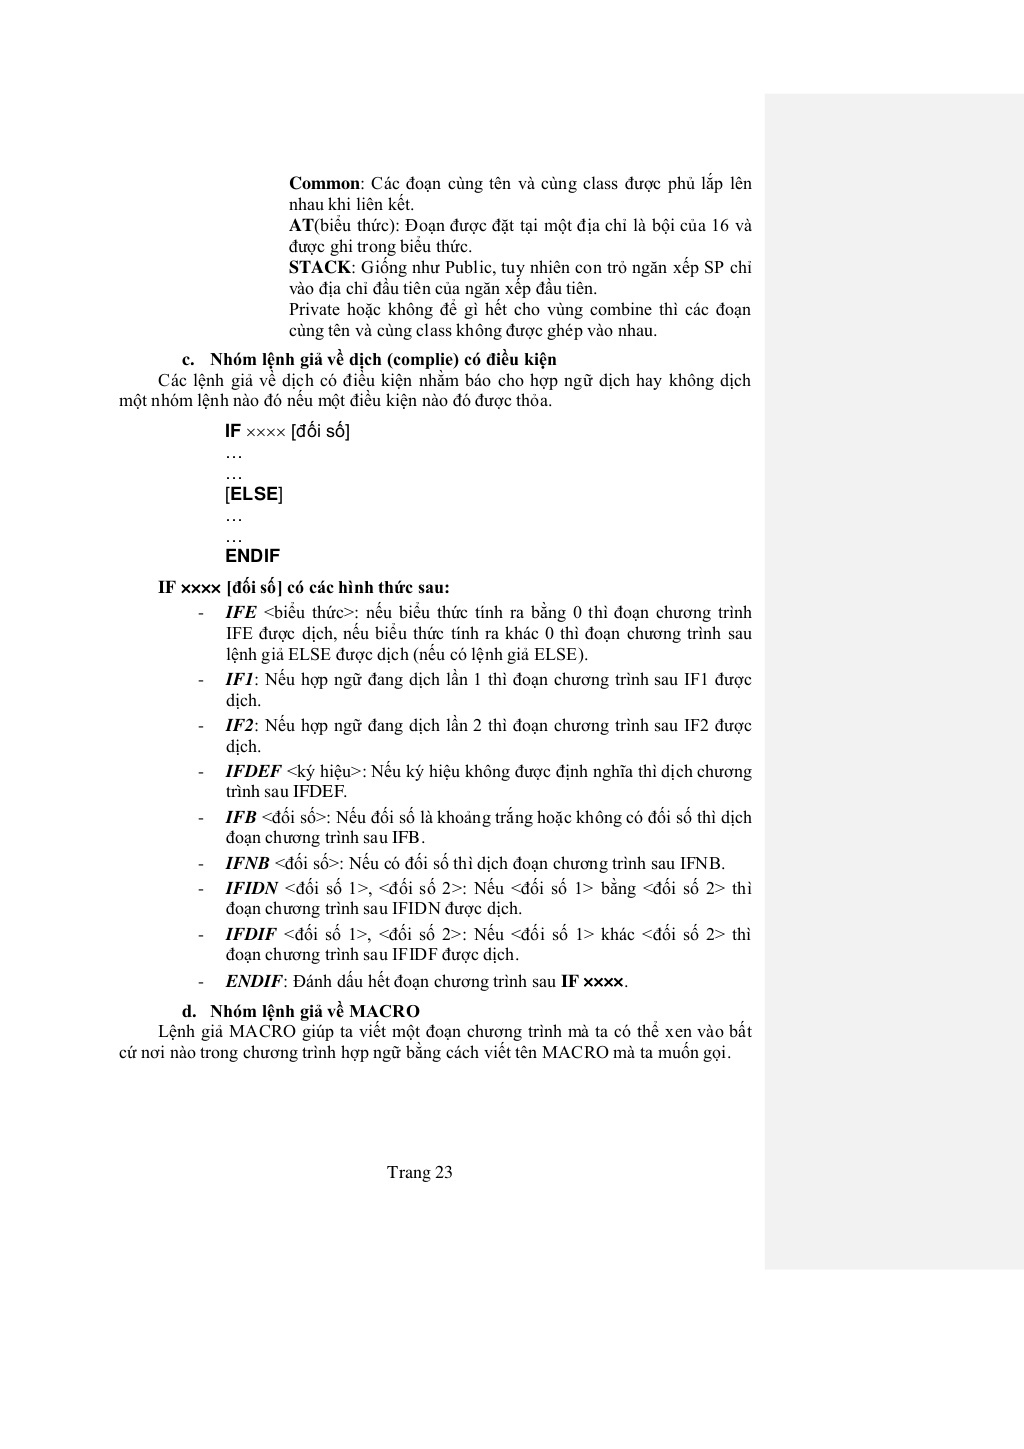 Common: Các đoạn cùng tên và cùng class được phủ lắp lên
nhau khi liên kết.
AT(biểu thức): Đoạn được đặt tại một địa chỉ là bội của 16 và
được ghi trong biểu thức.
STACK: Giống như Public, tuy nhiên con trỏ ngăn xếp SP chỉ
vào địa chỉ đầu tiên của ngăn xếp đầu tiên.
Private hoặc không để gì hết cho vùng combine thì các đoạn
cùng tên và cùng class không được ghép vào nhau.
c. Nhóm lệnh giả về dịch (complie) có điều kiện
Các lệnh giả về dịch có điều kiện nhằm báo cho hợp ngữ dịch hay không dịch
một nhóm lệnh nào đó nếu một điều kiện nào đó được thỏa.
IF ×××× [đối số]
…
…
[ELSE]
…
…
ENDIF
IF ×××× [đối số] có các hình thức sau:
- IFE <biểu thức>: nếu biểu thức tính ra bằng 0 thì đoạn chương trình
IFE được dịch, nếu biểu thức tính ra khác 0 thì đoạn chương trình sau
lệnh giả ELSE được dịch (nếu có lệnh giả ELSE).
- IF1: Nếu hợp ngữ đang dịch lần 1 thì đoạn chương trình sau IF1 được
dịch.
- IF2: Nếu hợp ngữ đang dịch lần 2 thì đoạn chương trình sau IF2 được
dịch.
- IFDEF <ký hiệu>: Nếu ký hiệu không được định nghĩa thì dịch chương
trình sau IFDEF.
- IFB <đối số>: Nếu đối số là khoảng trắng hoặc không có đối số thì dịch
đoạn chương trình sau IFB.
- IFNB <đối số>: Nếu có đối số thì dịch đoạn chương trình sau IFNB.
- IFIDN <đối số 1>, <đối số 2>: Nếu <đối số 1> bằng <đối số 2> thì
đoạn chương trình sau IFIDN được dịch.
- IFDIF <đối số 1>, <đối số 2>: Nếu <đối số 1> khác <đối số 2> thì
đoạn chương trình sau IFIDF được dịch.
- ENDIF: Đánh dấu hết đoạn chương trình sau IF ××××.
d. Nhóm lệnh giả về MACRO
Lệnh giả MACRO giúp ta viết một đoạn chương trình mà ta có thể xen vào bất
cứ nơi nào trong chương trình hợp ngữ bằng cách viết tên MACRO mà ta muốn gọi.
Trang 23